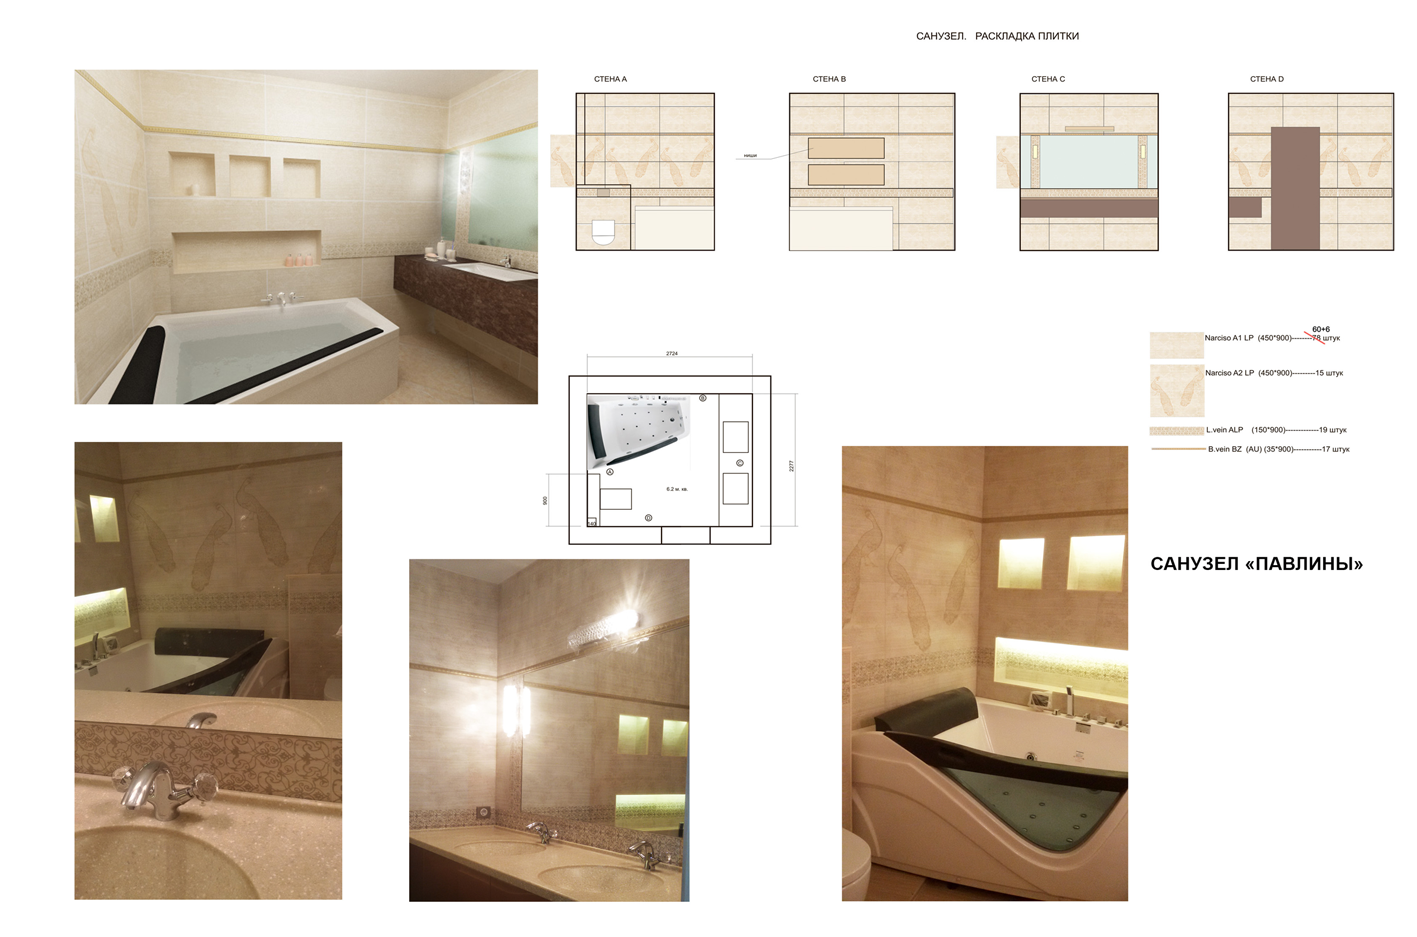 САНУЗЕЛ. РАСКЛАДКА ПЛИТКИ
СТЕНА A
СТЕНА B
СТЕНА C
СТЕНА D
ниши
60+6
Narciso A1 LP (450*900)--------78 штук
Narciso A2 LP (450*900)---------15 штук
L.vein ALP (150*900)-------------19 штук
B.vein BZ (AU) (35*900)-----------17 штук
2724
B
2277
C
A
6.2 м. кв.
900
D
140
САНУЗЕЛ «ПАВЛИНЫ»